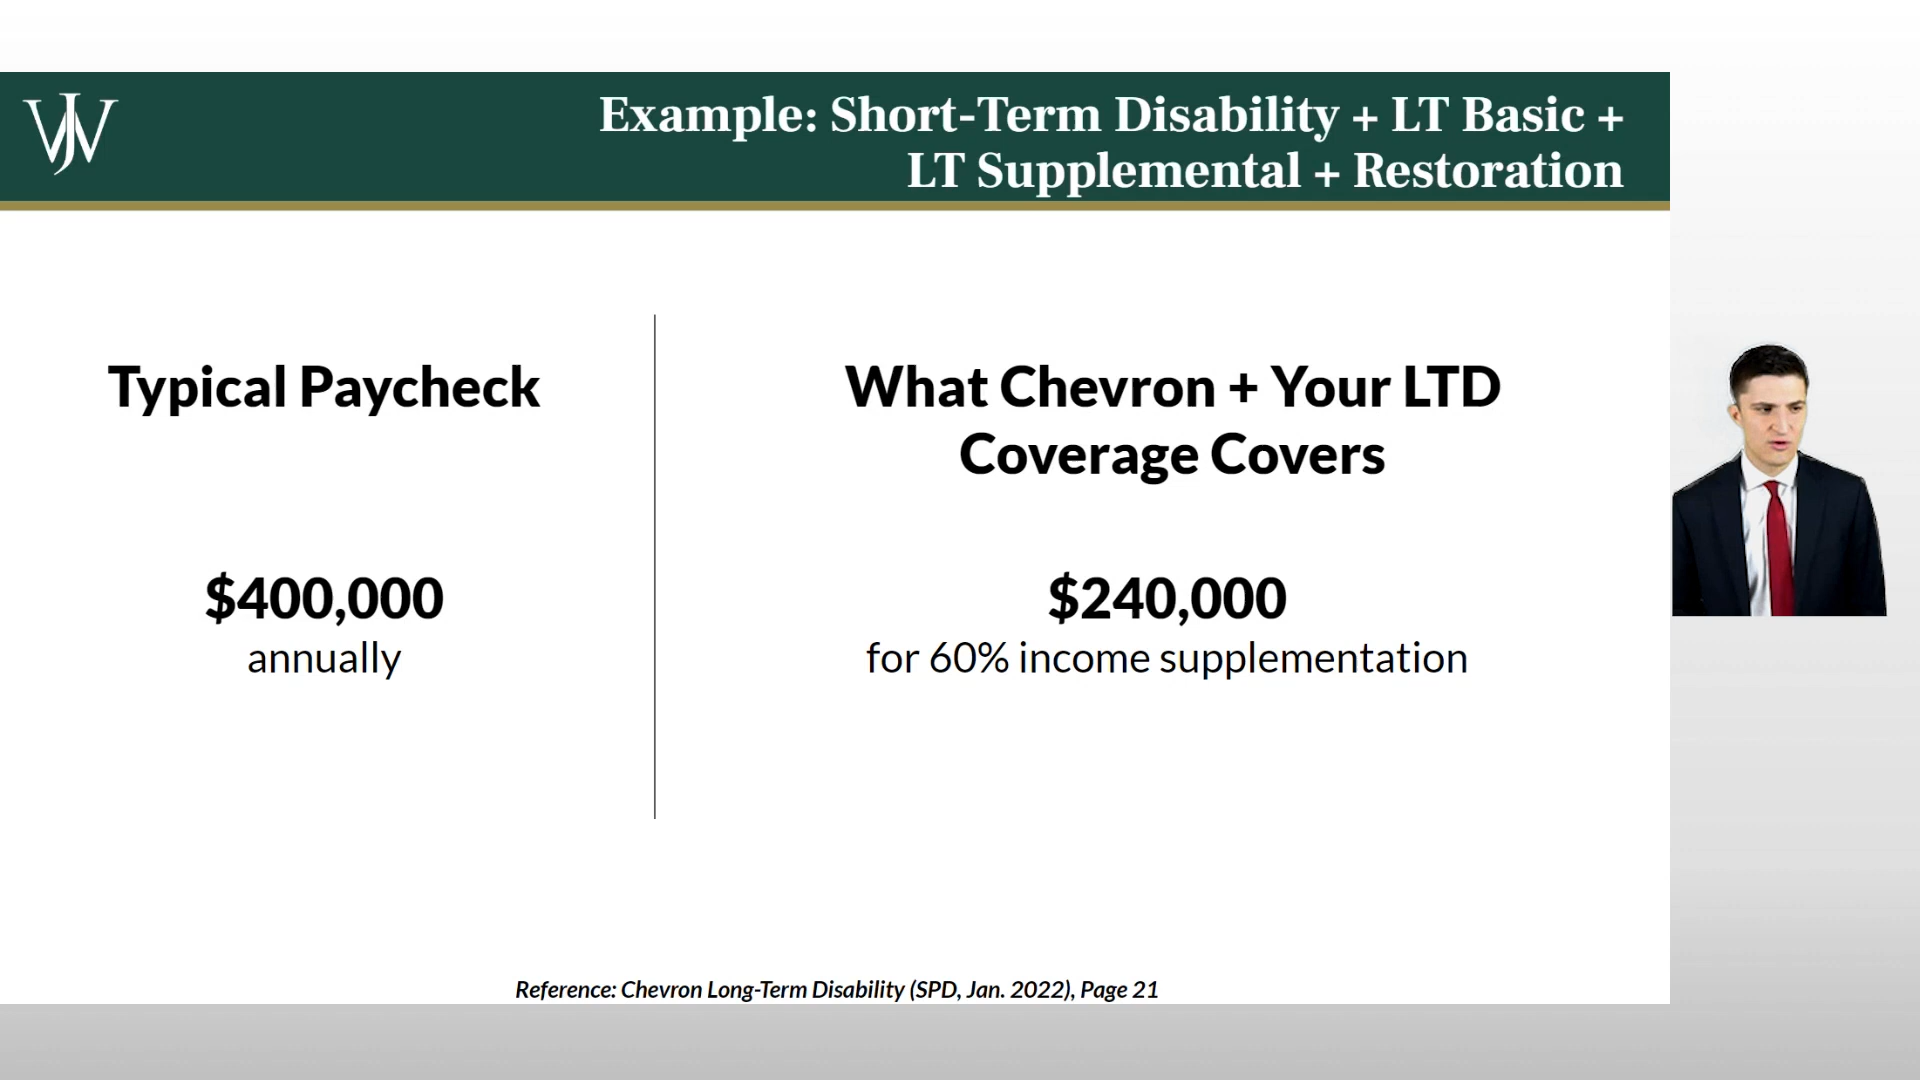 Example: Short-Term Disability + LT Basic +
LT Supplemental + Restoration
Typical Paycheck
$400,000
annually
What Chevron + Your LTD
Coverage Covers
$240,000
for 60% income supplementation
Reference: Chevron Long-Term Disability (SPD, Jan. 2022), Page 21